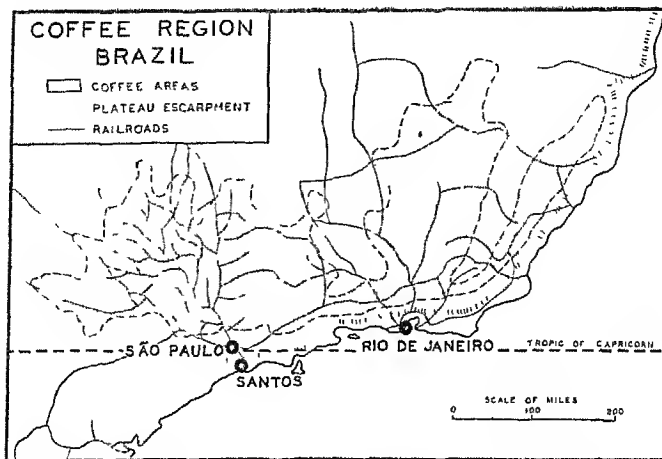 COFFEE REGION
BRAZIL
COFFEE AREAS
PLATEAU ESCARPMENT
RAILROADS
SÃO PAULO
RIO DE JANEIRO
TROPIC OF CAPRICORN
SANTOS
SCALE OF MILES
0 100 200